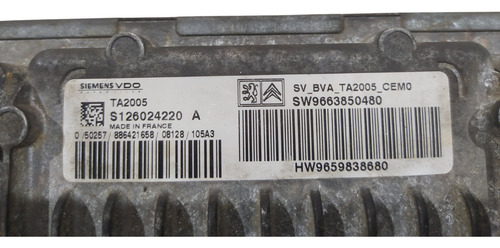 SIEMENS VDO
TA2005
S126024220 A
MADE IN FRANCE
0 /50257/ 886421658 / 08128 / 105A3
SV_BVA_TA2005_CEM0
SW9663850480
HW9659838680